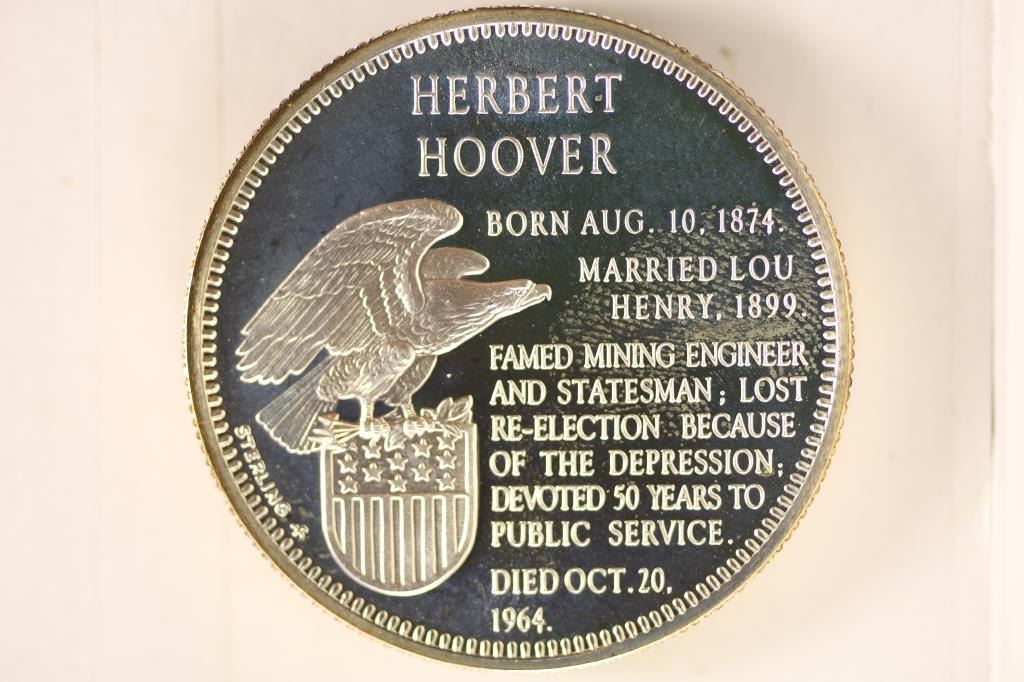 HERBERT
HOOVER
BORN AUG. 10, 1874.
MARRIED LOU
HENRY, 1899.
FAMED MINING ENGINEER
AND STATESMAN; LOST
RE-ELECTION BECAUSE
OF THE DEPRESSION;
DEVOTED 50 YEARS TO
PUBLIC SERVICE.
DIED OCT. 20,
1964.
STERLING